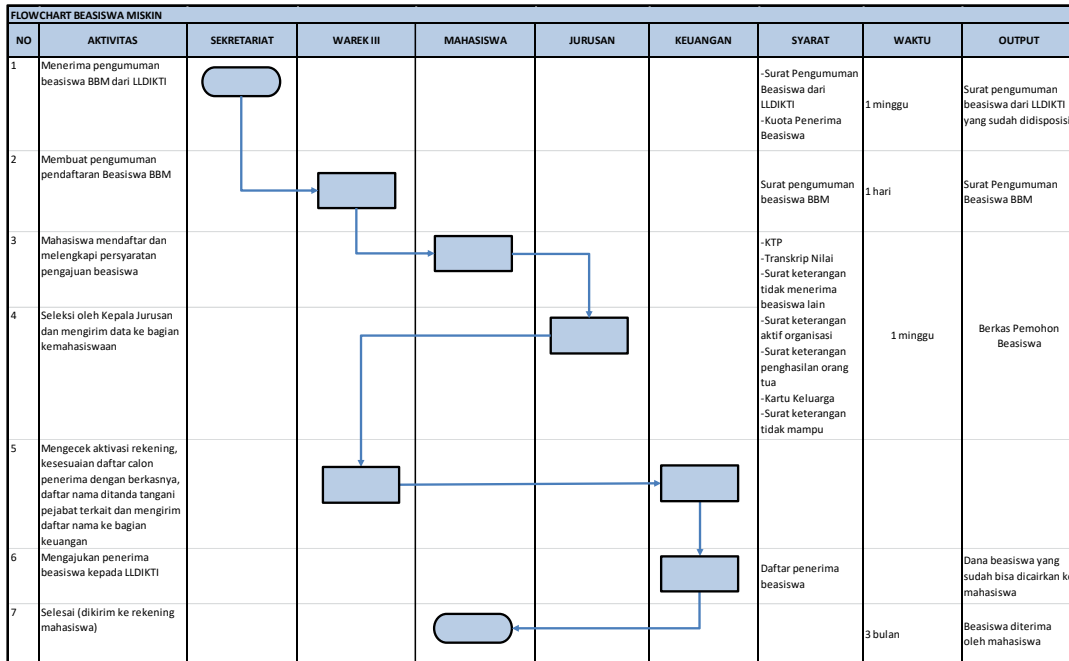 FLOWCHART BEASISWA MISKIN
NO
AKTIVITAS
SEKRETARIAT
WAREK III
MAHASISWA
JURUSAN
KEUANGAN
SYARAT
WAKTU
OUTPUT
1
Menerima pengumuman
beasiswa BBM dari LLDIKTI
-Surat Pengumuman
Beasiswa dari
LLDIKTI
-Kuota Penerima
Beasiswa
1 minggu
Surat pengumuman
beasiswa dari LLDIKTI
yang sudah didisposisi
2
Membuat pengumuman
pendaftaran Beasiswa BBM
Surat pengumuman
beasiswa BBM
1 hari
Surat Pengumuman
Beasiswa BBM
3
Mahasiswa mendaftar dan
melengkapi persyaratan
pengajuan beasiswa
-KTP
-Transkrip Nilai
-Surat keterangan
tidak menerima
beasiswa lain
-Surat keterangan
aktif organisasi
-Surat keterangan
penghasilan orang
tua
-Kartu Keluarga
-Surat keterangan
tidak mampu
1 minggu
Berkas Pemohon
Beasiswa
4
Seleksi oleh Kepala Jurusan
dan mengirim data ke bagian
kemahasiswaan
5
Mengecek aktivasi rekening,
kesesuaian daftar calon
penerima dengan berkasnya,
daftar nama ditanda tangani
pejabat terkait dan mengirim
daftar nama ke bagian
keuangan
6
Mengajukan penerima
beasiswa kepada LLDIKTI
Daftar penerima
beasiswa
Dana beasiswa yang
sudah bisa dicairkan ke
mahasiswa
7
Selesai (dikirim ke rekening
mahasiswa)
3 bulan
Beasiswa diterima
oleh mahasiswa